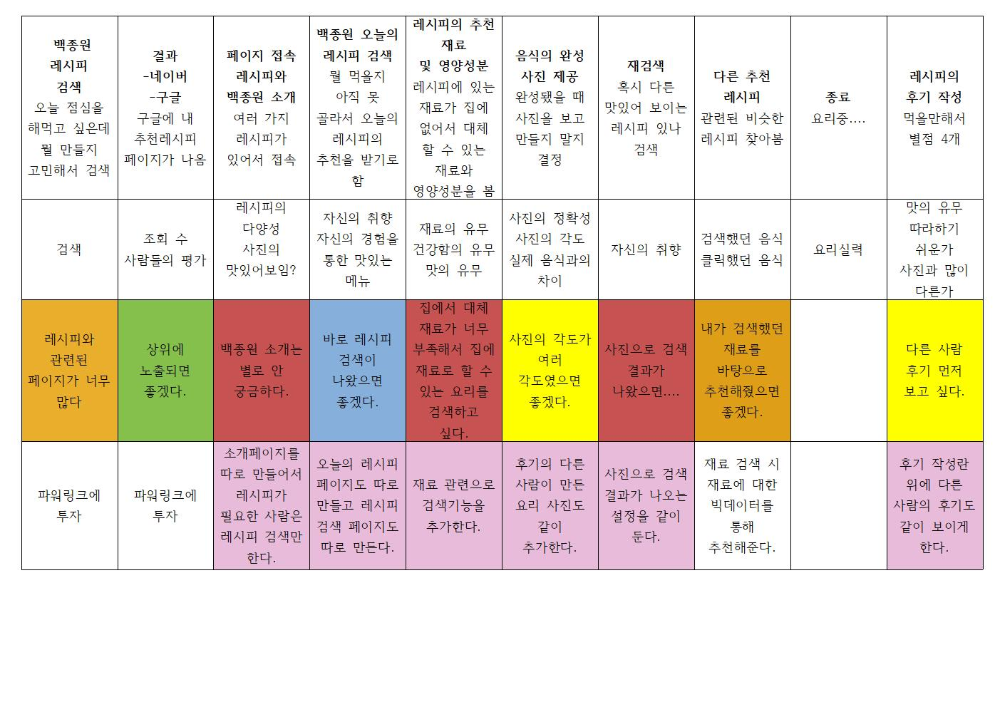 백종원
레시피
검색
오늘 점심을
해먹고 싶은데
뭘 만들지
고민해서 검색
결과
-네이버
-구글
구글에 내
추천레시피
페이지가 나옴
페이지 접속
레시피와
백종원 소개
여러 가지
레시피가
있어서 접속
백종원 오늘의
레시피 검색
뭘 먹을지
아직 못
골라서 오늘의
레시피의
추천을 받기로
함
레시피의 추천
재료
및 영양성분
레시피에 있는
재료가 집에
없어서 대체
할 수 있는
재료와
영양성분을 봄
음식의 완성
사진 제공
완성됐을 때
사진을 보고
만들지 말지
결정
재검색
혹시 다른
맛있어 보이는
레시피 있나
검색
다른 추천
레시피
관련된 비슷한
레시피 찾아봄
종료
요리중....
레시피의
후기 작성
먹을만해서
별점 4개
검색
조회 수
사람들의 평가
레시피의
다양성
사진의
맛있어보임?
자신의 취향
자신의 경험을
통한 맛있는
메뉴
재료의 유무
건강함의 유무
맛의 유무
사진의 정확성
사진의 각도
실제 음식과의
차이
자신의 취향
검색했던 음식
클릭했던 음식
요리실력
맛의 유무
따라하기
쉬운가
사진과 많이
다른가
레시피와
관련된
페이지가 너무
많다
상위에
노출되면
좋겠다.
백종원 소개는
별로 안
궁금하다.
바로 레시피
검색이
나왔으면
좋겠다.
집에서 대체
재료가 너무
부족해서 집에
재료로 할 수
있는 요리를
검색하고
싶다.
사진의 각도가
여러
각도였으면
좋겠다.
사진으로 검색
결과가
나왔으면....
내가 검색했던
재료를
바탕으로
추천해줬으면
좋겠다.
다른 사람
후기 먼저
보고 싶다.
파워링크에
투자
파워링크에
투자
소개페이지를
따로 만들어서
레시피가
필요한 사람은
레시피 검색만
한다.
오늘의 레시피
페이지도 따로
만들고 레시피
검색 페이지도
따로 만든다.
재료 관련으로
검색기능을
추가한다.
후기의 다른
사람이 만든
요리 사진도
같이
추가한다.
사진으로 검색
결과가 나오는
설정을 같이
둔다.
재료 검색 시
재료에 대한
빅데이터를
통해
추천해준다.
후기 작성란
위에 다른
사람의 후기도
같이 보이게
한다.